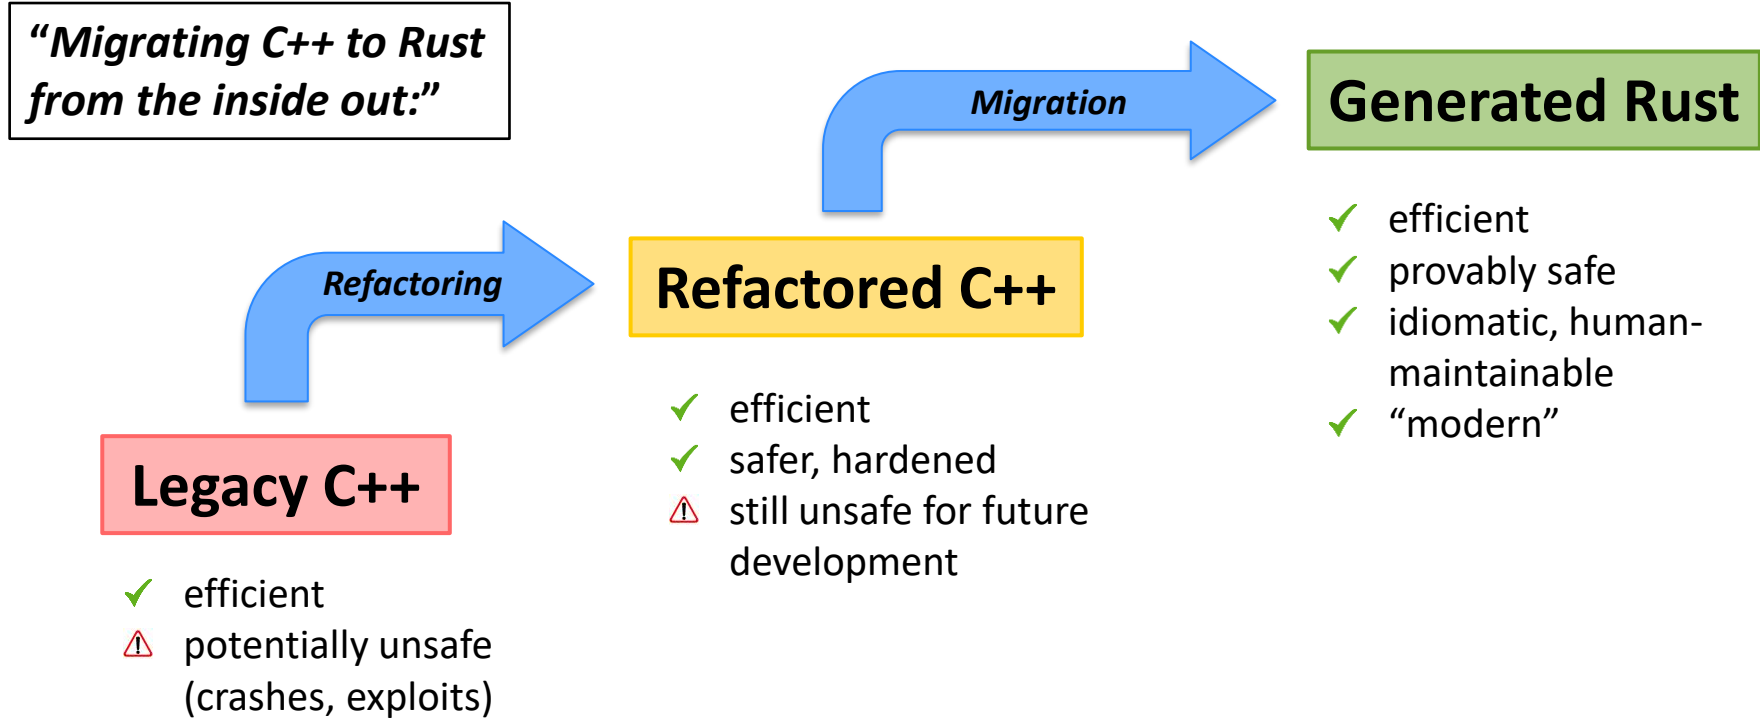 “Migrating C++ to Rust
from the inside out:”
Migration
Generated Rust
efficient
provably safe
idiomatic, human-
maintainable
“modern”
Refactoring
Refactored C++
efficient
safer, hardened
still unsafe for future
development
Legacy C++
efficient
potentially unsafe
(crashes, exploits)